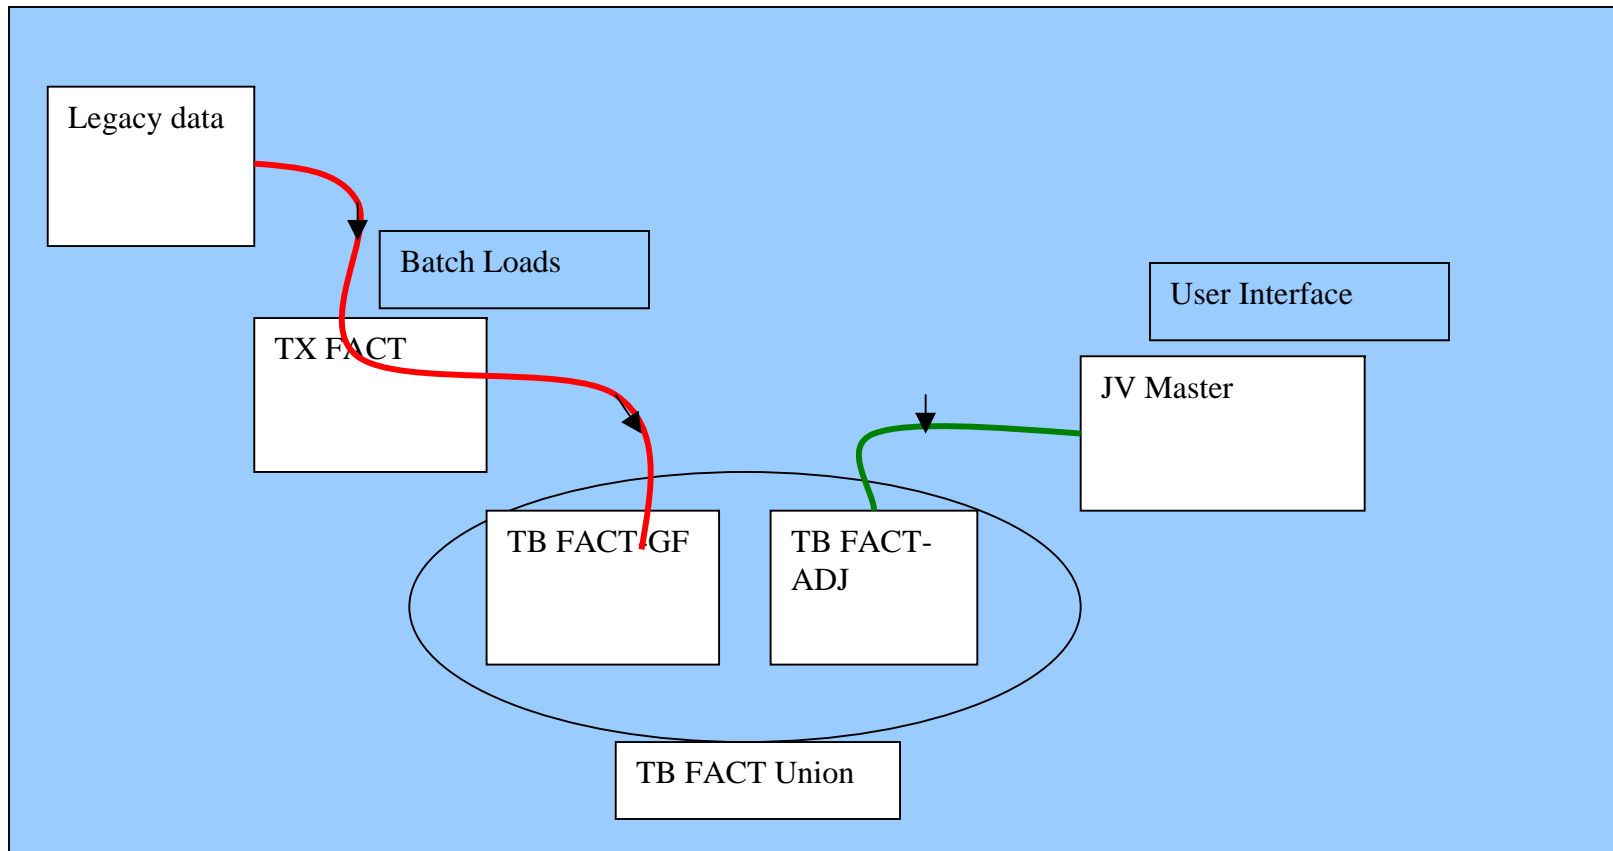 Legacy data
Batch Loads
User Interface
TX FACT
JV Master
TB FACT-GF
TB FACT-
ADJ
TB FACT Union